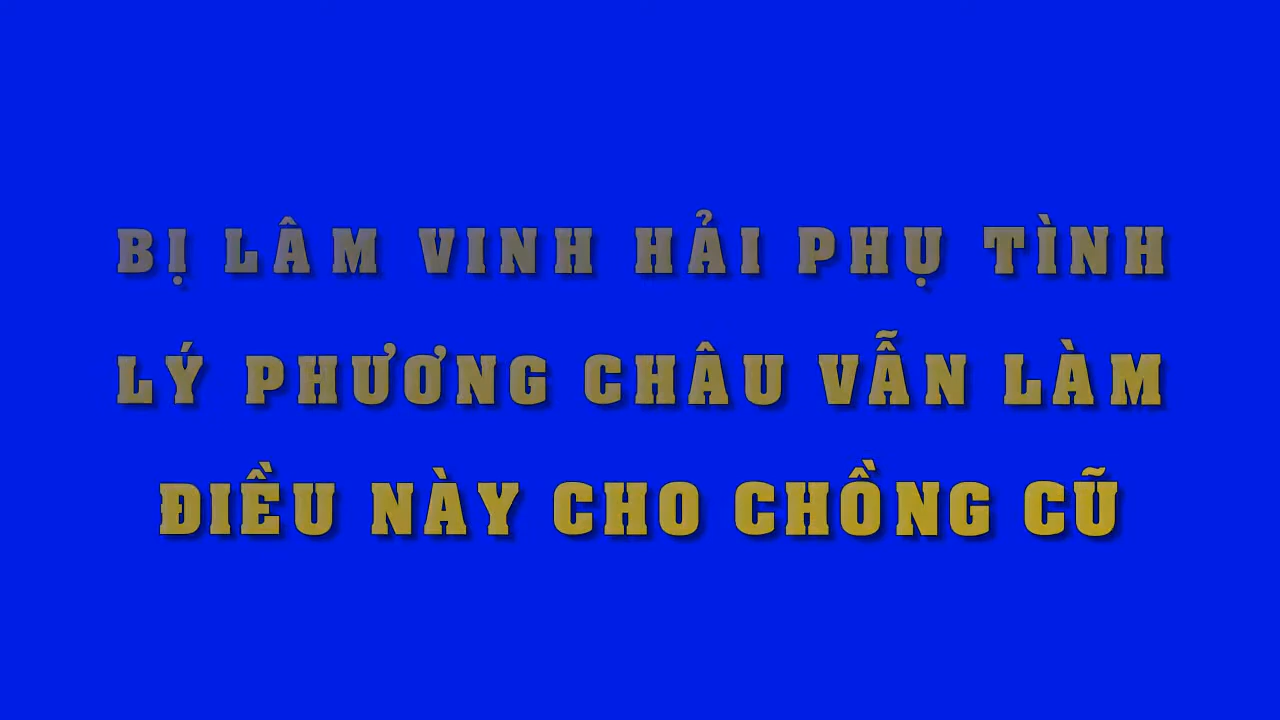 BỊ LÂM VINH HẢI PHỤ TÌNH
LÝ PHƯƠNG CHÂU VẪN LÀM
ĐIỀU NÀY CHO CHỒNG CŨ